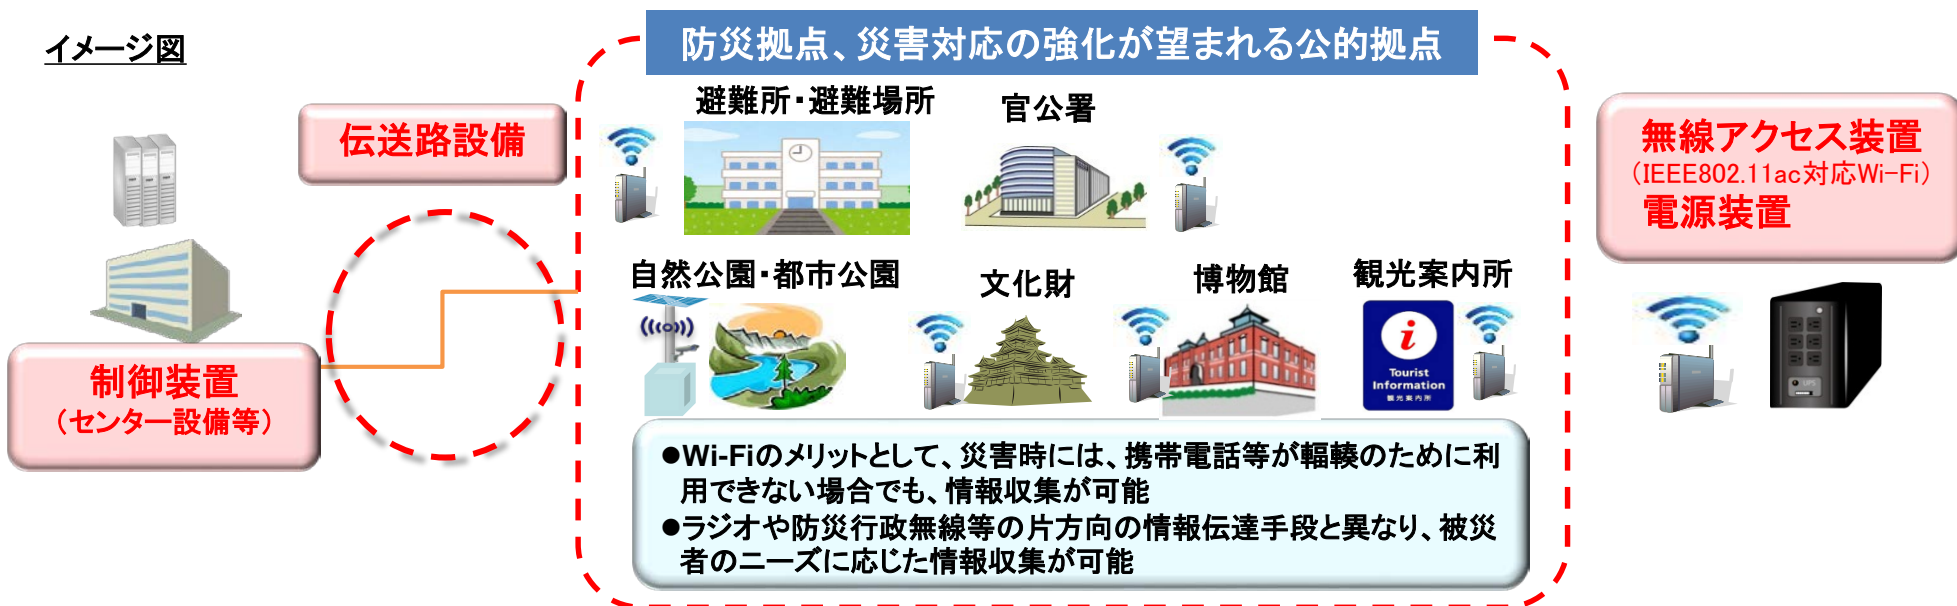 イメージ図
防災拠点、災害対応の強化が望まれる公的拠点
伝送路設備
避難所・避難場所
官公署
無線アクセス装置
（IEEE802.11ac対応Wi-Fi）
電源装置
自然公園・都市公園
文化財
博物館
観光案内所
i
Tourist
Information
観光案内所
UPS
制御装置
（センター設備等）
●Wi-Fiのメリットとして、災害時には、携帯電話等が輻輳のために利
用できない場合でも、情報収集が可能
●ラジオや防災行政無線等の片方向の情報伝達手段と異なり、被災
者のニーズに応じた情報収集が可能